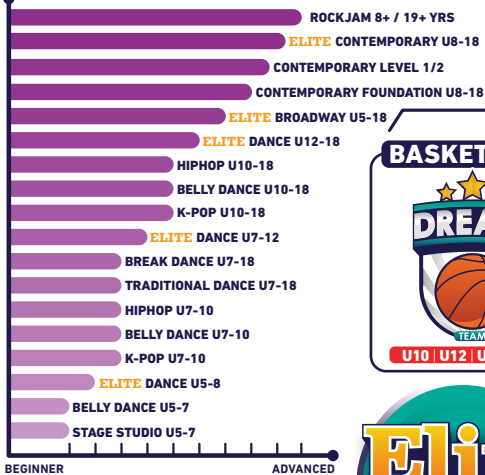 ROCKJAM 8+ / 19+ YRS
ELITE CONTEMPORARY U8-18
CONTEMPORARY LEVEL 1/2
CONTEMPORARY FOUNDATION U8-18
ELITE BROADWAY U5-18
ELITE DANCE U12-18
HIPHOP U10-18
BELLY DANCE U10-18
K-POP U10-18
ELITE DANCE U7-12
BREAK DANCE U7-18
TRADITIONAL DANCE U7-18
HIPHOP U7-10
BELLY DANCE U7-10
K-POP U7-10
ELITE DANCE U5-8
BELLY DANCE U5-7
STAGE STUDIO U5-7
BEGINNER ADVANCED
BASKET
DREA
TEAM
U10 | U12 | U
Eli